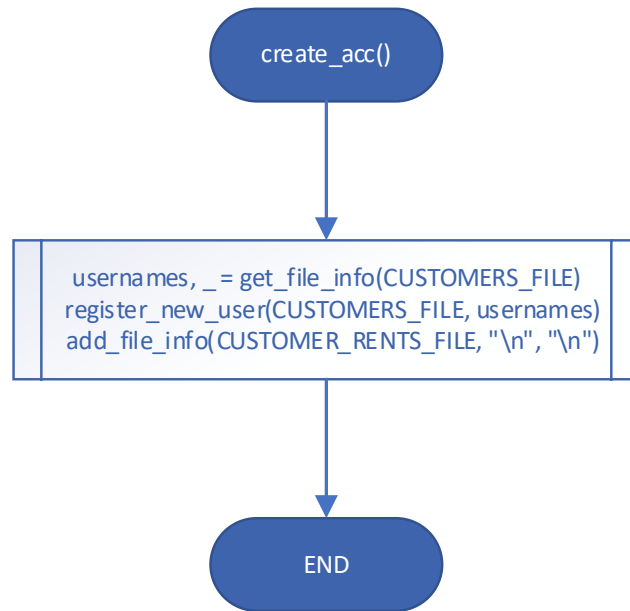 create_acc()
usernames, _ = get_file_info(CUSTOMERS_FILE)
register_new_user(CUSTOMERS_FILE, usernames)
add_file_info(CUSTOMER_RENTS_FILE, "\n", "\n")
END